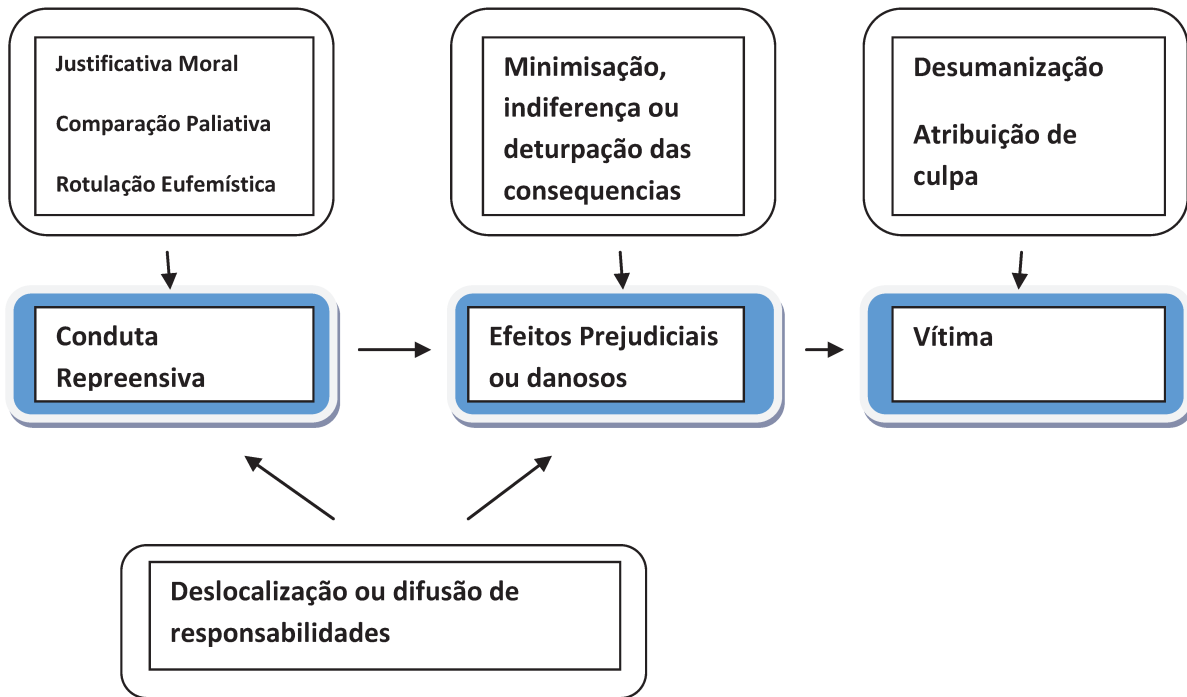 Justificativa Moral
Comparação Paliativa
Rotulação Eufemística
Minimisação,
indiferença ou
deturpação das
consequencias
Desumanização
Atribuição de
culpa
Conduta
Repreensiva
Efeitos Prejudiciais
ou danosos
Vítima
Deslocalização ou difusão de
responsabilidades